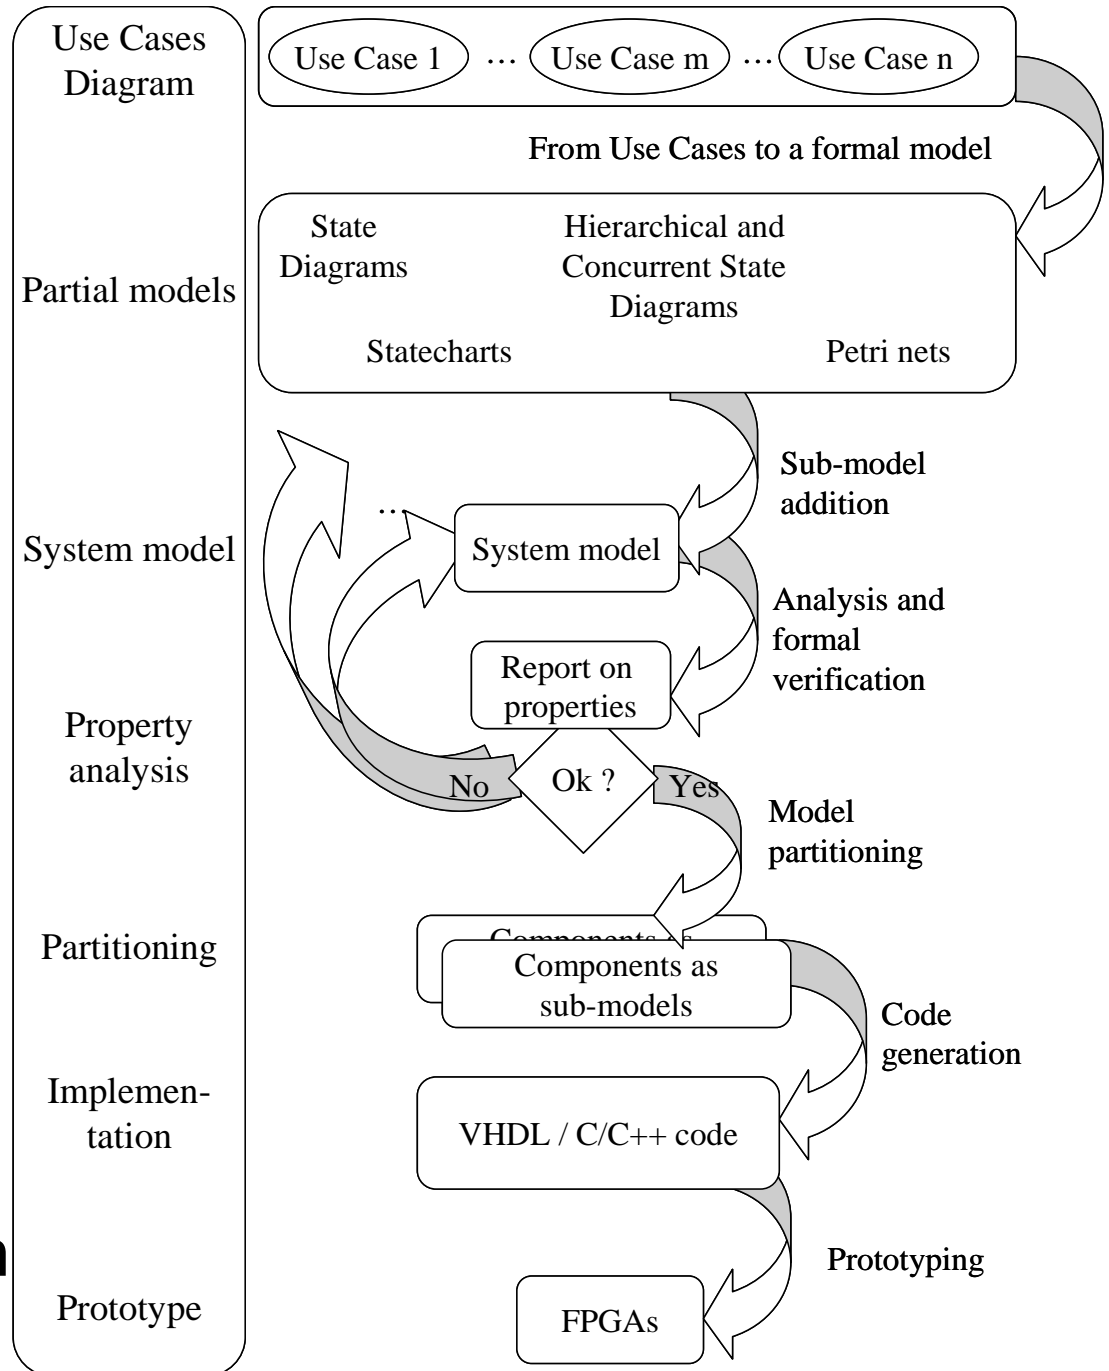 Use Cases
Diagram
Use Case 1 … Use Case m … Use Case n
From Use Cases to a formal model
Partial models
State
Diagrams
Hierarchical and
Concurrent State
Diagrams
Statecharts
Petri nets
Sub-model
addition
System model
…
System model
Analysis and
formal
verification
Report on
properties
Property
analysis
No
Ok ?
Yes
Model
partitioning
Partitioning
Components as
Components as
sub-models
Code
generation
Implemen-
tation
VHDL / C/C++ code
Prototyping
Prototype
FPGAs